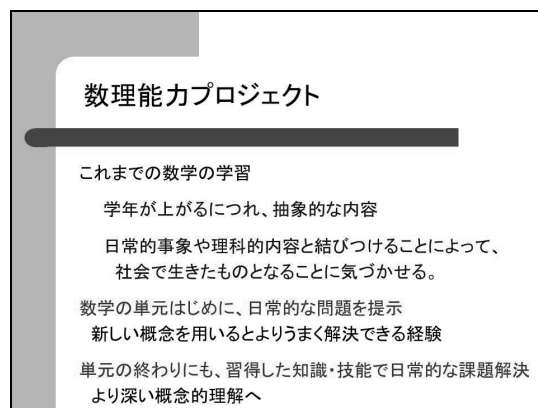 数理能力プロジェクト
これまでの数学の学習
学年が上がるにつれ、抽象的な内容
日常的事象や理科的内容と結びつけることによって、
社会で生きたものとなることに気づかせる。
数学の単元はじめに、日常的な問題を提示
新しい概念を用いるとよりうまく解決できる経験
単元の終わりにも、習得した知識・技能で日常的な課題解決
より深い概念的理解へ